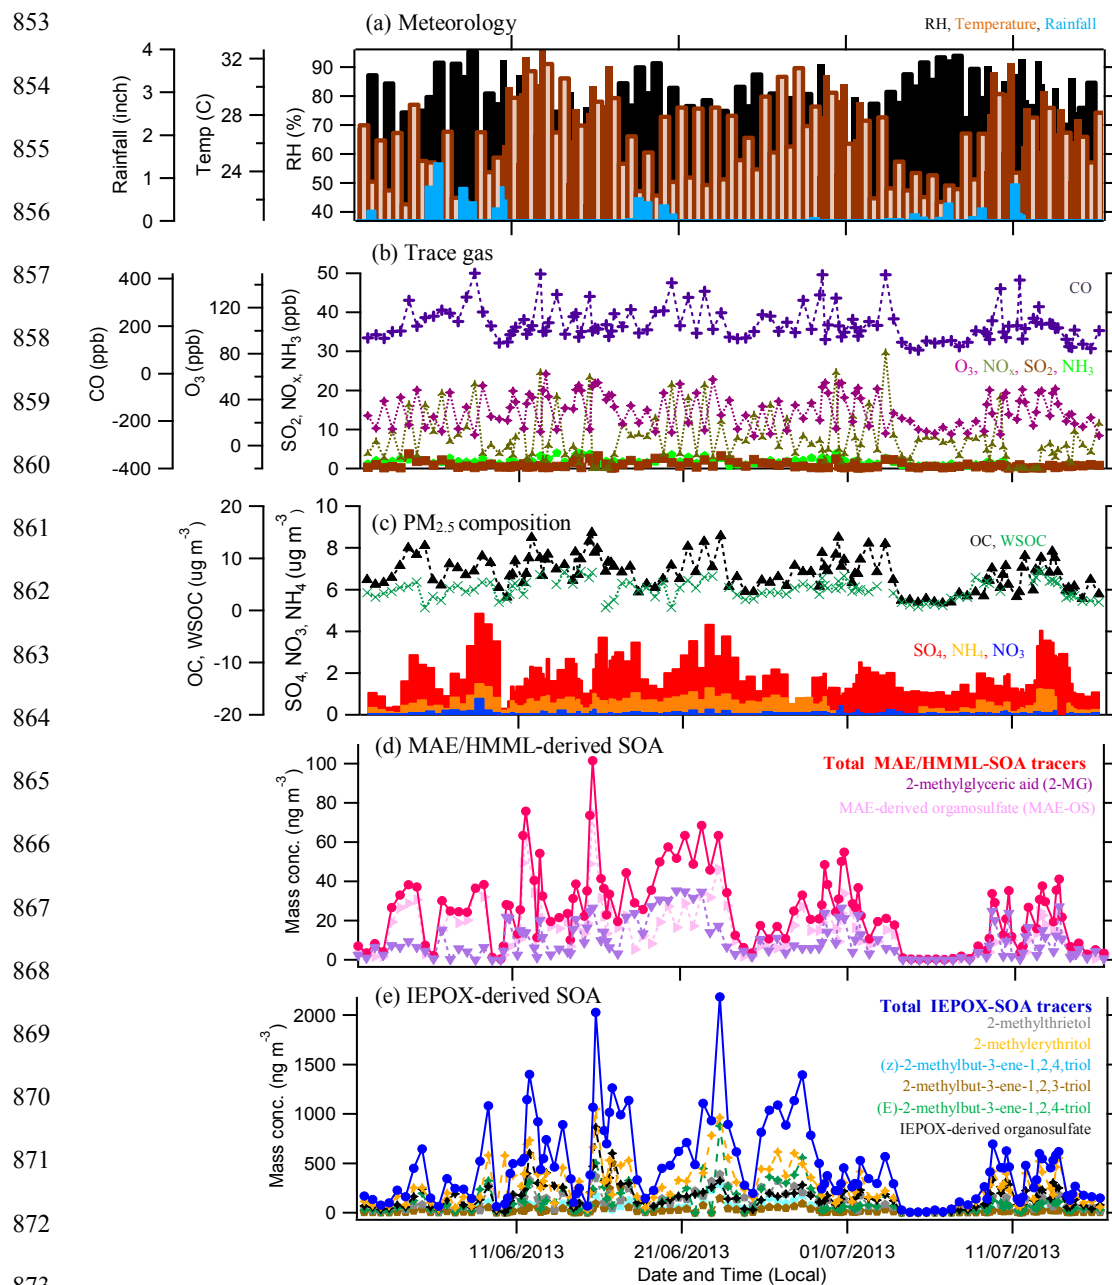 853
(a) Meteorology
RH, Temperature, Rainfall
854
855
856
Rainfall (inch)
4
3
2
1
0
Temp (C)
32
28
24
RH (%)
90
80
70
60
50
40
857
(b) Trace gas
CO
858
859
860
CO (ppb)
400
200
0
-200
-400
O3 (ppb)
120
80
40
0
SO2, NOx, NH3 (ppb)
50
40
30
20
10
0
O3, NOx, SO2, NH3
861
(c) PM2.5 composition
OC, WSOC
862
863
864
OC, WSOC (ug m-3)
20
10
0
-10
-20
SO4, NO3, NH4 (ug m-3)
10
8
6
4
2
0
SO4, NH4, NO3
(d) MAE/HMML-derived SOA
865
Total MAE/HMML-SOA tracers
2-methylglyceric aid (2-MG)
MAE-derived organosulfate (MAE-OS)
866
867
868
Mass conc. (ng m-3)
100
80
60
40
20
0
(e) IEPOX-derived SOA
869
Total IEPOX-SOA tracers
2-methylthrietol
2-methylerythritol
(z)-2-methylbut-3-ene-1,2,4,triol
870
2-methylbut-3-ene-1,2,3-triol
(E)-2-methylbut-3-ene-1,2,4-triol
IEPOX-derived organosulfate
871
872
Mass conc. (ng m-3)
2000
1500
1000
500
0
11/06/2013
21/06/2013
01/07/2013
11/07/2013
Date and Time (Local)
873